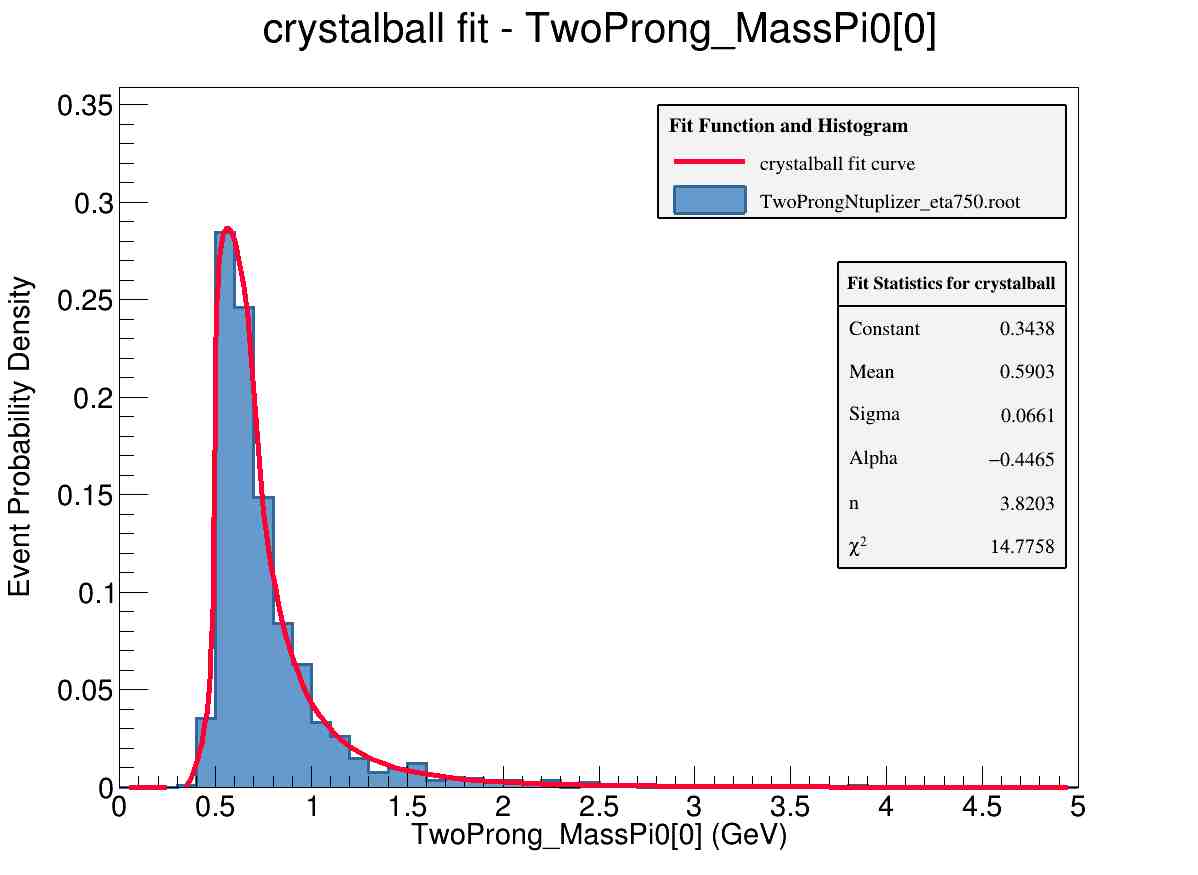 crystalball fit - TwoProng_MassPi0[0]
Event Probability Density
0.35
0.3
0.25
0.2
0.15
0.1
0.05
0
Fit Function and Histogram
crystalball fit curve
TwoProngNtuplizer_eta750.root
Fit Statistics for crystalball
Constant 0.3438
Mean 0.5903
Sigma 0.0661
Alpha −0.4465
n 3.8203
χ² 14.7758
0 0.5 1 1.5 2 2.5 3 3.5 4 4.5 5
TwoProng_MassPi0[0] (GeV)